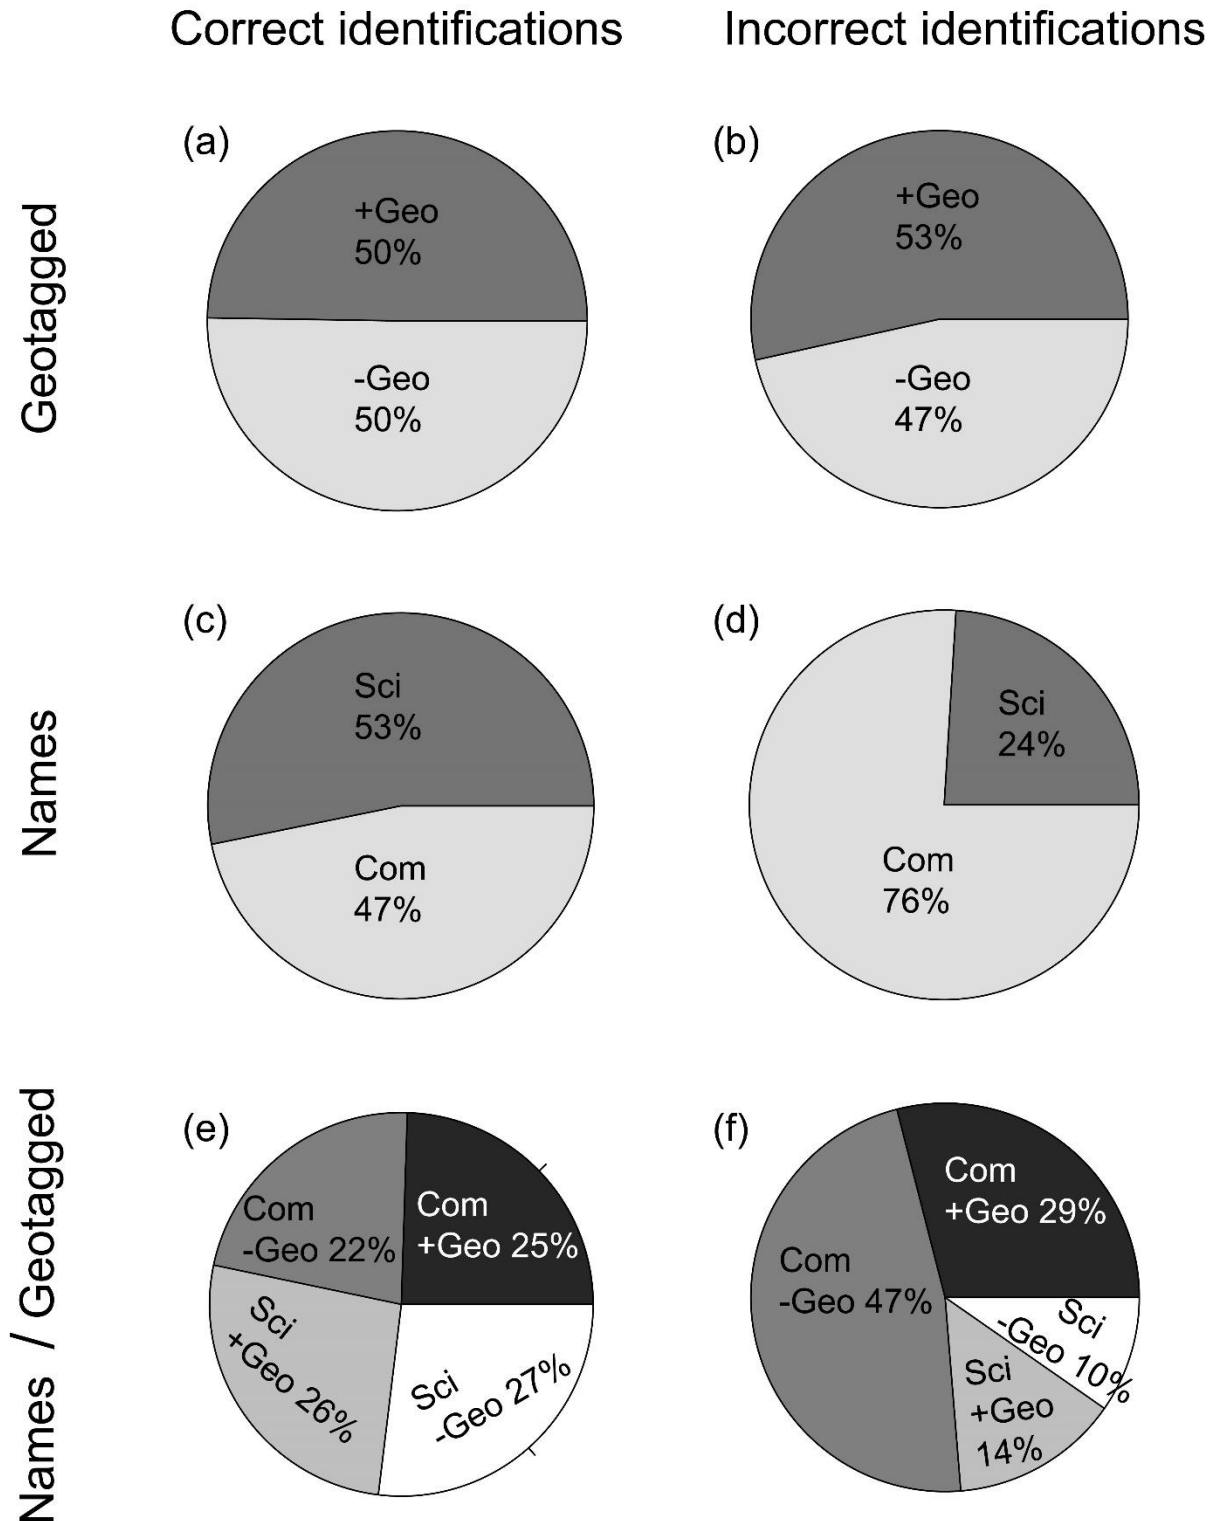 Correct identifications
Incorrect identifications
Geotagged
(a)
+Geo
50%
-Geo
50%
(b)
+Geo
53%
-Geo
47%
Names
(c)
Sci
53%
Com
47%
(d)
Sci
24%
Com
76%
Names / Geotagged
(e)
Com
-Geo 22%
Com
+Geo 25%
Sci
+Geo 26%
Sci
-Geo 27%
(f)
Com
+Geo 29%
Com
-Geo 47%
Sci
-Geo 10%
Sci
+Geo
14%